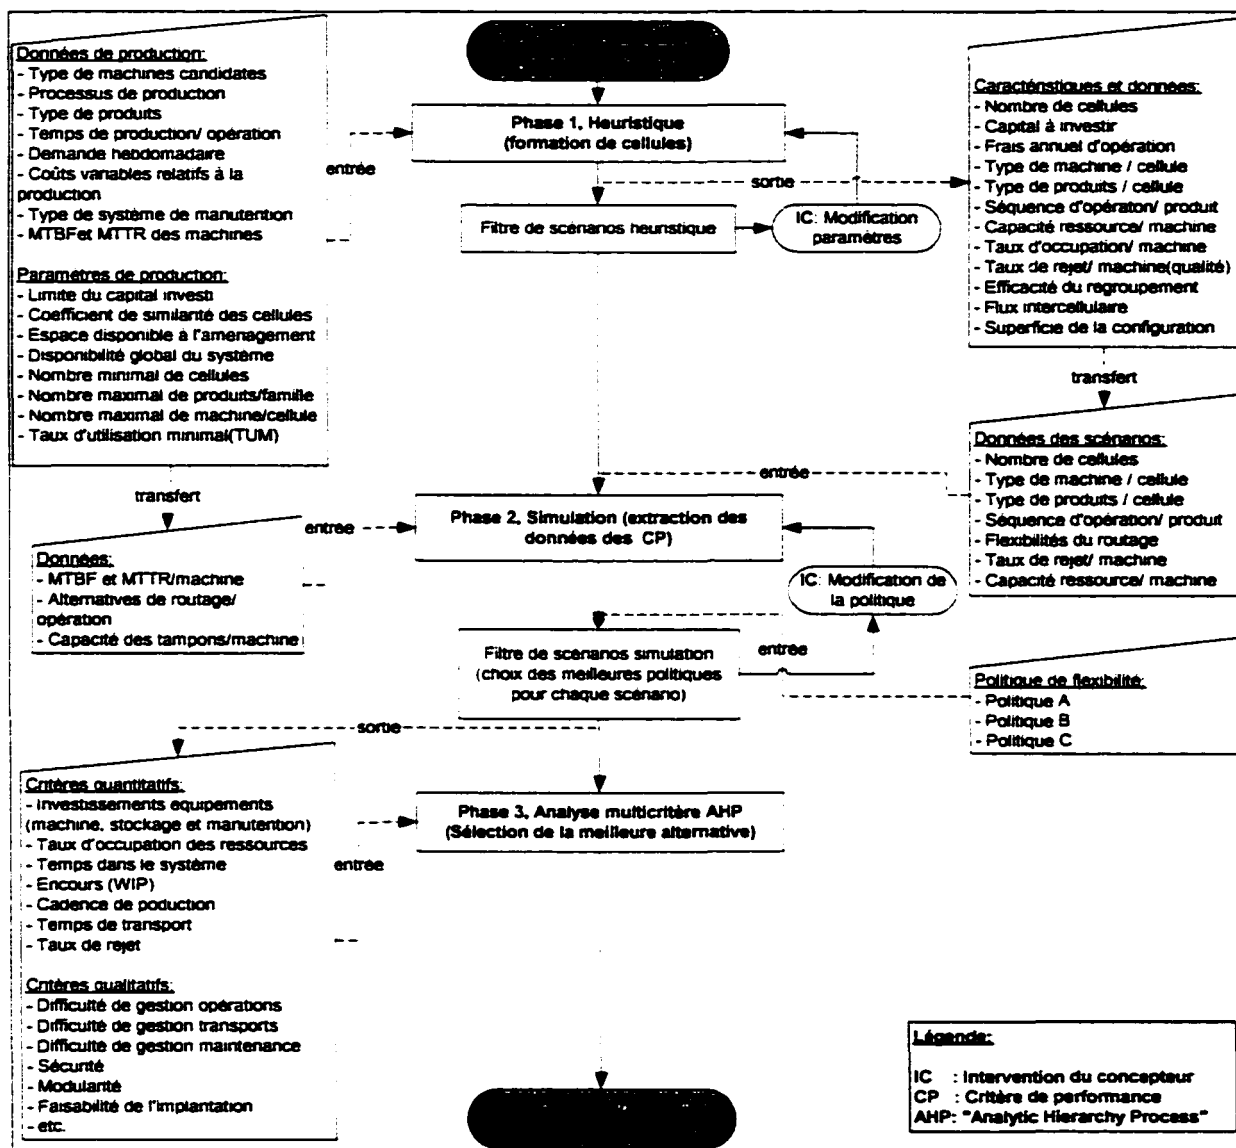 Données de production:
- Type de machines candidates
- Processus de production
- Type de produits
- Temps de production/ opération
- Demande hebdomadaire
- Coûts variables relatifs à la
production
- Type de système de manutention
- MTBFet MTTR des machines
Paramètres de production:
- Limite du capital investi
- Coefficient de similarité des cellules
- Espace disponible à l'amenagement
- Disponibilité global du système
- Nombre minimal de cellules
- Nombre maximal de produits/famille
- Nombre maximal de machine/cellule
- Taux d'utilisation minimal(TUM)
entrée
Phase 1, Heuristique
(formation de cellules)
sortie
Filtre de scénarios heuristique
IC: Modification
paramètres
Caractéristiques et données:
- Nombre de cellules
- Capital à investir
- Frais annuel d'opération
- Type de machine / cellule
- Type de produits / cellule
- Séquence d'opératon/ produit
- Capacité ressource/ machine
- Taux d'occupation/ machine
- Taux de rejet/ machine(qualité)
- Efficacité du regroupement
- Flux intercellulaire
- Superficie de la configuration
transfert
Données des scénarios:
- Nombre de cellules
- Type de machine / cellule
- Type de produits / cellule
- Séquence d'opération/ produit
- Flexibilités du routage
- Taux de rejet/ machine
- Capacité ressource/ machine
entrée
transfert
entrée
Données:
- MTBF et MTTR/machine
- Alternatives de routage/
opération
- Capacité des tampons/machine
Phase 2, Simulation (extraction des
données des CP)
IC: Modification de
la politique
Filtre de scénarios simulation
(choix des meilleures politiques
pour chaque scénario)
entrée
Politique de flexibilité:
- Politique A
- Politique B
- Politique C
sortie
Critères quantitatifs:
- Investissements equipements
(machine, stockage et manutention)
- Taux d'occupation des ressources
- Temps dans le système
- Encours (WIP)
- Cadence de poduction
- Temps de transport
- Taux de rejet
Critères qualitatifs:
- Difficulté de gestion opérations
- Difficulté de gestion transports
- Difficulté de gestion maintenance
- Sécurité
- Modularité
- Faisabilité de l'implantation
- etc.
entrée
Phase 3, Analyse multicritère AHP
(Sélection de la meilleure alternative)
Légende:
IC : Intervention du concepteur
CP : Critère de performance
AHP: "Analytic Hierarchy Process"